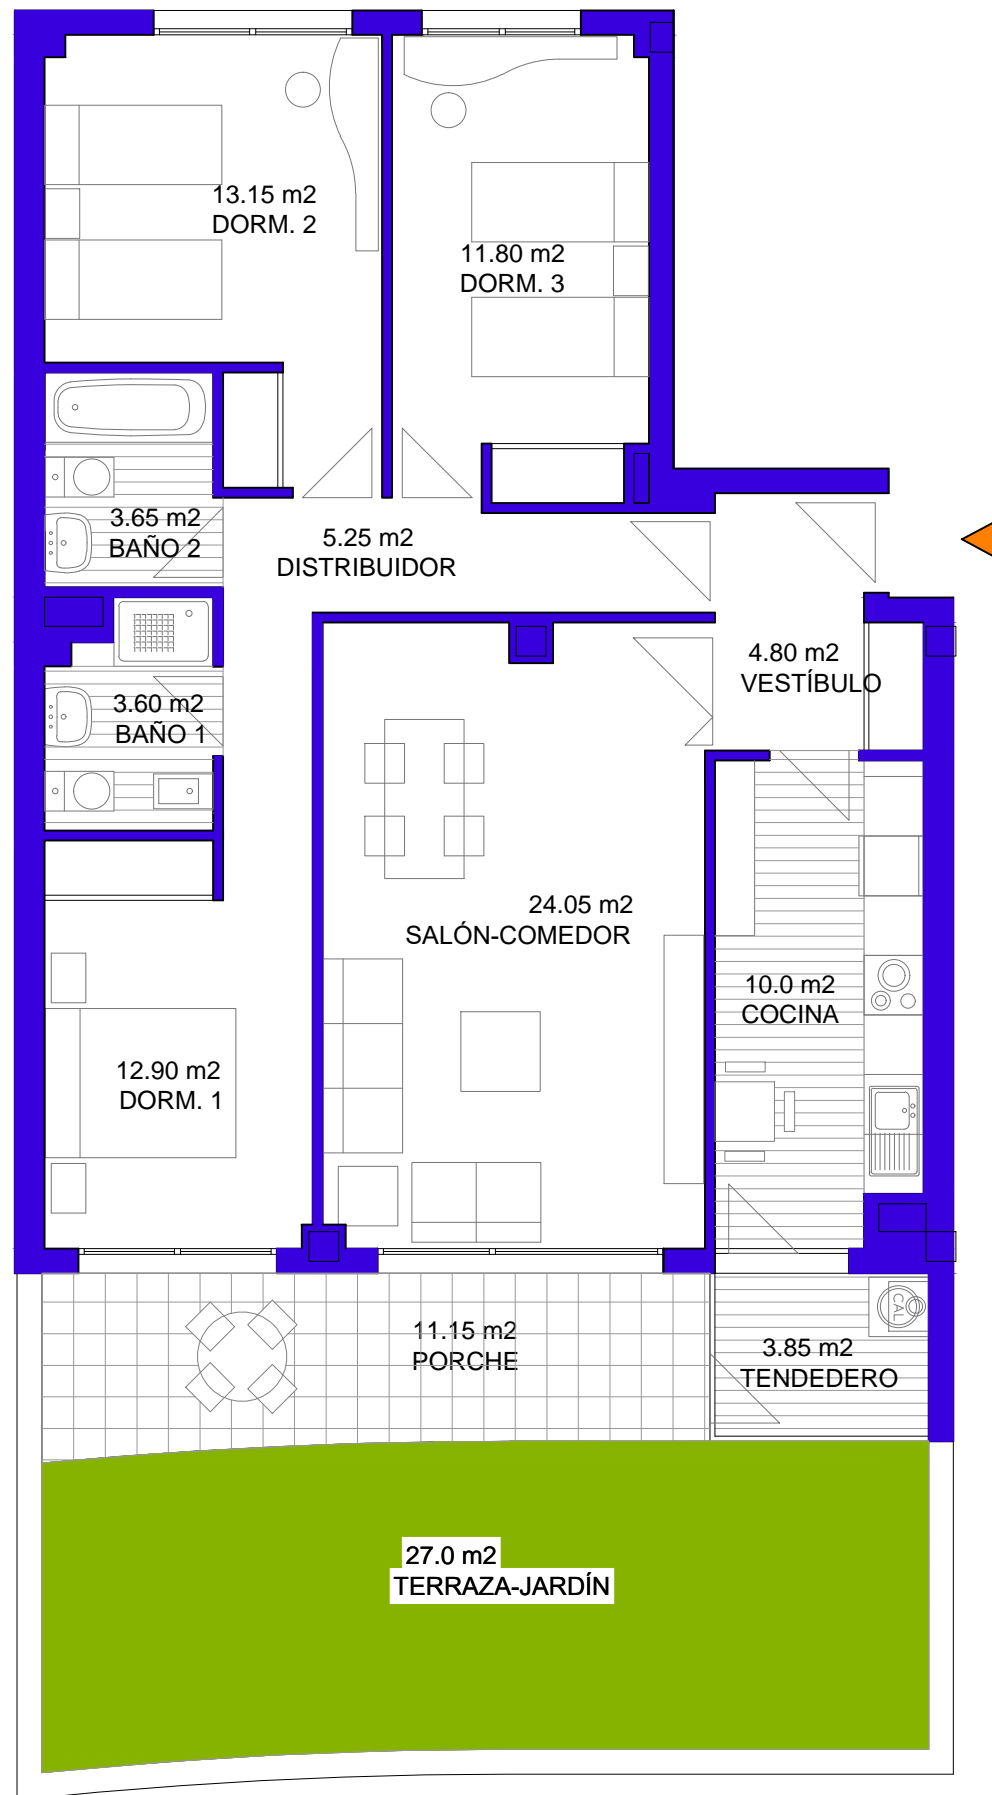 13.15 m2
DORM. 2
11.80 m2
DORM. 3
3.65 m2
BAÑO 2
5.25 m2
DISTRIBUIDOR
4.80 m2
VESTÍBULO
3.60 m2
BAÑO 1
24.05 m2
SALÓN-COMEDOR
10.0 m2
COCINA
12.90 m2
DORM. 1
CAL
11.15 m2
PORCHE
3.85 m2
TENDEDERO
27.0 m2
TERRAZA-JARDÍN